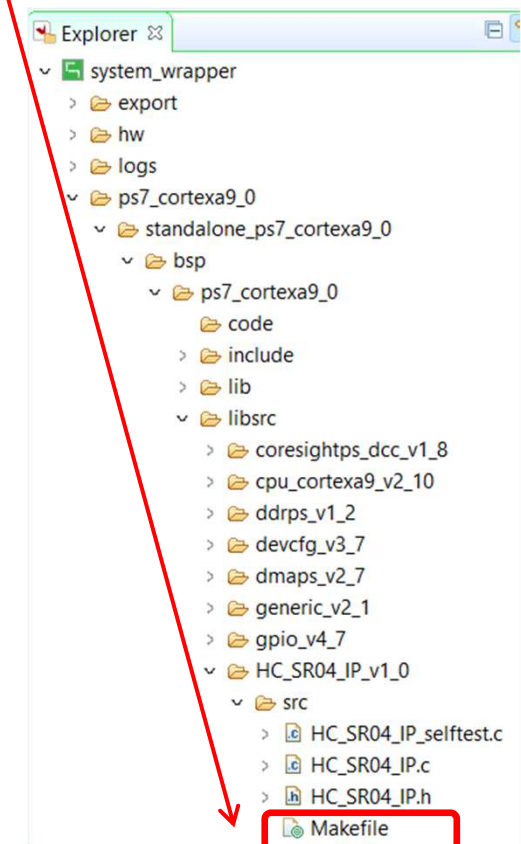 Explorer
system_wrapper
export
hw
logs
ps7_cortexa9_0
standalone_ps7_cortexa9_0
bsp
ps7_cortexa9_0
code
include
lib
libsrc
coresightps_dcc_v1_8
cpu_cortexa9_v2_10
ddrps_v1_2
devcfg_v3_7
dmaps_v2_7
generic_v2_1
gpio_v4_7
HC_SR04_IP_v1_0
src
HC_SR04_IP_selftest.c
HC_SR04_IP.c
HC_SR04_IP.h
Makefile